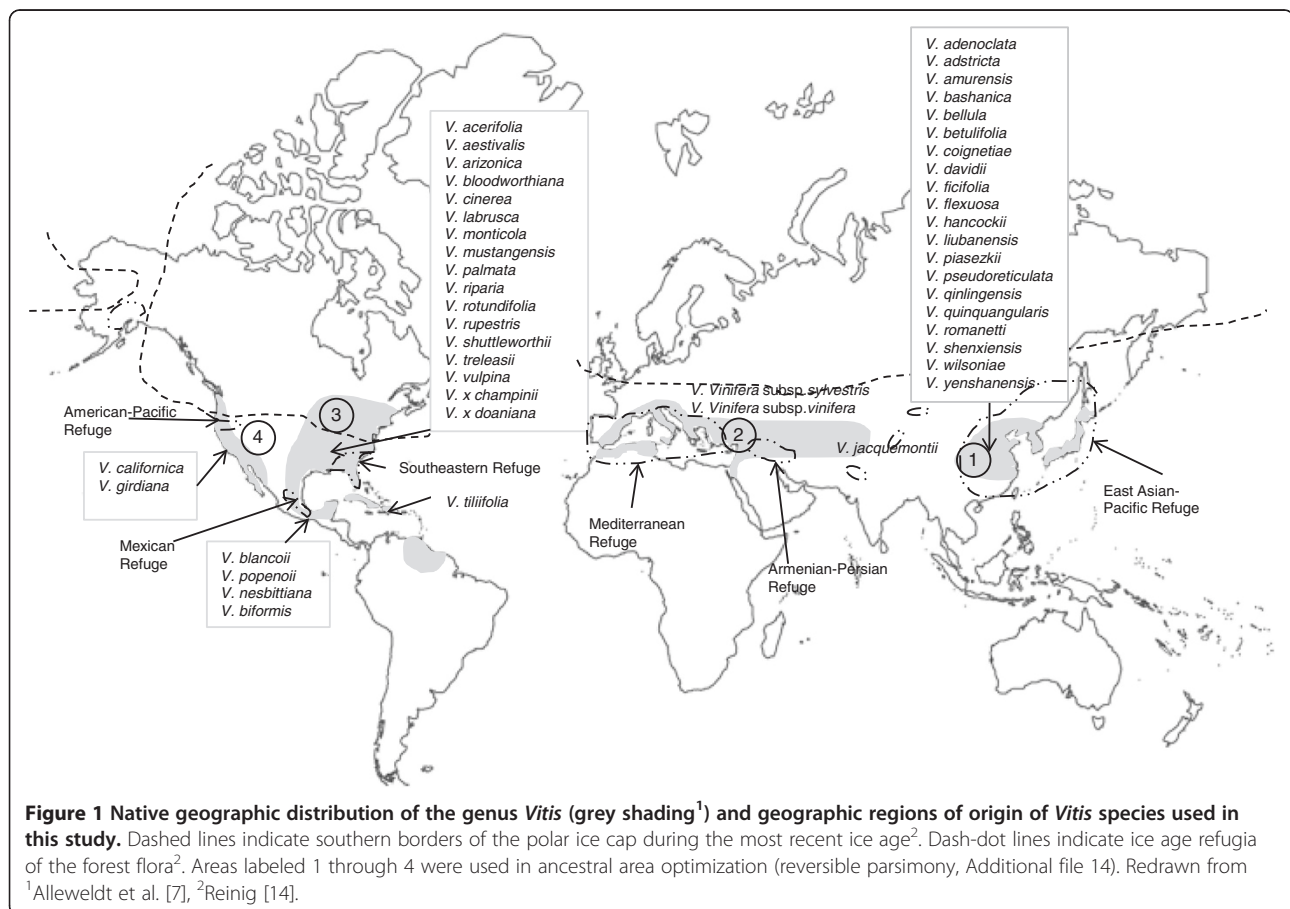 V. adenoclata
V. adstricta
V. amurensis
V. bashanica
V. bellula
V. betulifolia
V. coignetiae
V. davidii
V. ficifolia
V. flexuosa
V. hancockii
V. liubanensis
V. piasezkii
V. pseudoreticulata
V. qinlingensis
V. quinquangularis
V. romanetti
V. shenxiensis
V. wilsoniae
V. yenshanensis
V. acerifolia
V. aestivalis
V. arizonica
V. bloodworthiana
V. cinerea
V. labrusca
V. monticola
V. mustangensis
V. palmata
V. riparia
V. rotundifolia
V. rupestris
V. shuttleworthii
V. treleasii
V. vulpina
V. x champinii
V. x doaniana
V. Vinifera subsp. sylvestris
V. Vinifera subsp. vinifera
V. jacquemontii
1
2
3
4
American-Pacific
Refuge
V. californica
V. girdiana
Southeastern Refuge
V. tiliifolia
Mexican
Refuge
V. blancoii
V. popenoii
V. nesbittiana
V. biformis
Mediterranean
Refuge
Armenian-Persian
Refuge
East Asian-
Pacific Refuge
Figure 1 Native geographic distribution of the genus Vitis (grey shading¹) and geographic regions of origin of Vitis species used in
this study. Dashed lines indicate southern borders of the polar ice cap during the most recent ice age². Dash-dot lines indicate ice age refugia
of the forest flora². Areas labeled 1 through 4 were used in ancestral area optimization (reversible parsimony, Additional file 14). Redrawn from
¹Alleweldt et al. [7], ²Reinig [14].